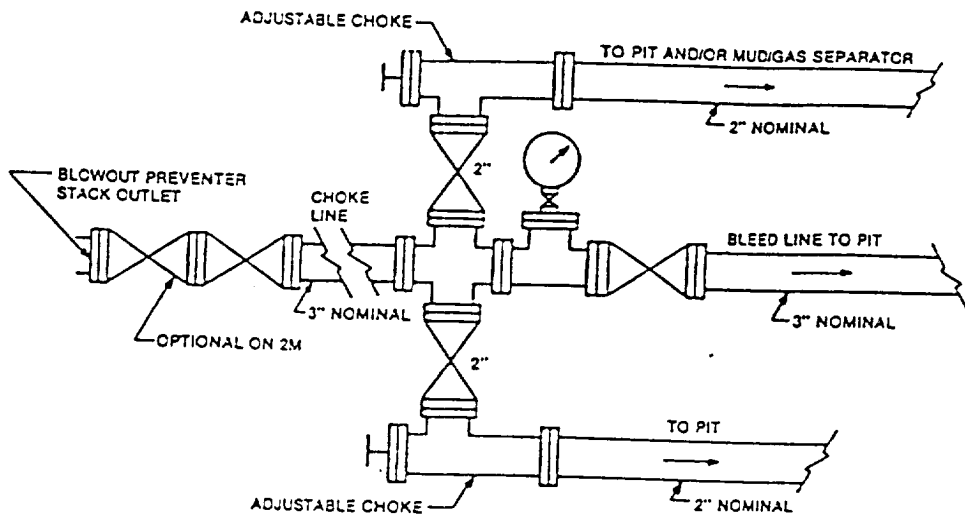 ADJUSTABLE CHOKE
TO PIT AND/OR MUD/GAS SEPARATOR
2" NOMINAL
2"
BLOWOUT PREVENTER
STACK OUTLET
CHOKE
LINE
BLEED LINE TO PIT
3" NOMINAL
3" NOMINAL
OPTIONAL ON 2M
2"
TO PIT
ADJUSTABLE CHOKE
2" NOMINAL